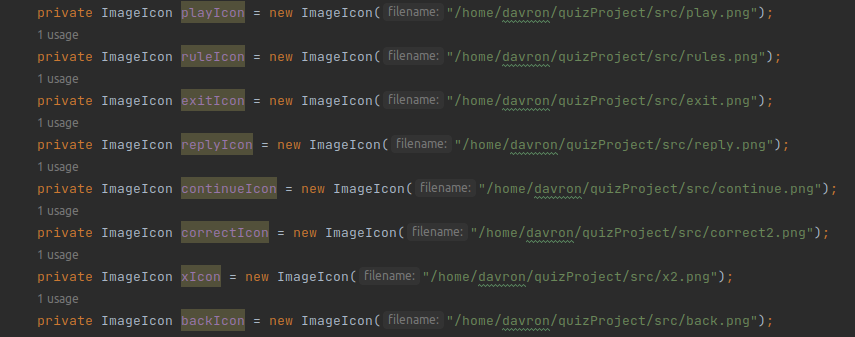 private ImageIcon playIcon = new ImageIcon( filename: "/home/davron/quizProject/src/play.png");
1 usage
private ImageIcon ruleIcon = new ImageIcon( filename: "/home/davron/quizProject/src/rules.png");
1 usage
private ImageIcon exitIcon = new ImageIcon( filename: "/home/davron/quizProject/src/exit.png");
1 usage
private ImageIcon replyIcon = new ImageIcon( filename: "/home/davron/quizProject/src/reply.png");
1 usage
private ImageIcon continueIcon = new ImageIcon( filename: "/home/davron/quizProject/src/continue.png");
1 usage
private ImageIcon correctIcon = new ImageIcon( filename: "/home/davron/quizProject/src/correct2.png");
1 usage
private ImageIcon xIcon = new ImageIcon( filename: "/home/davron/quizProject/src/x2.png");
1 usage
private ImageIcon backIcon = new ImageIcon( filename: "/home/davron/quizProject/src/back.png");